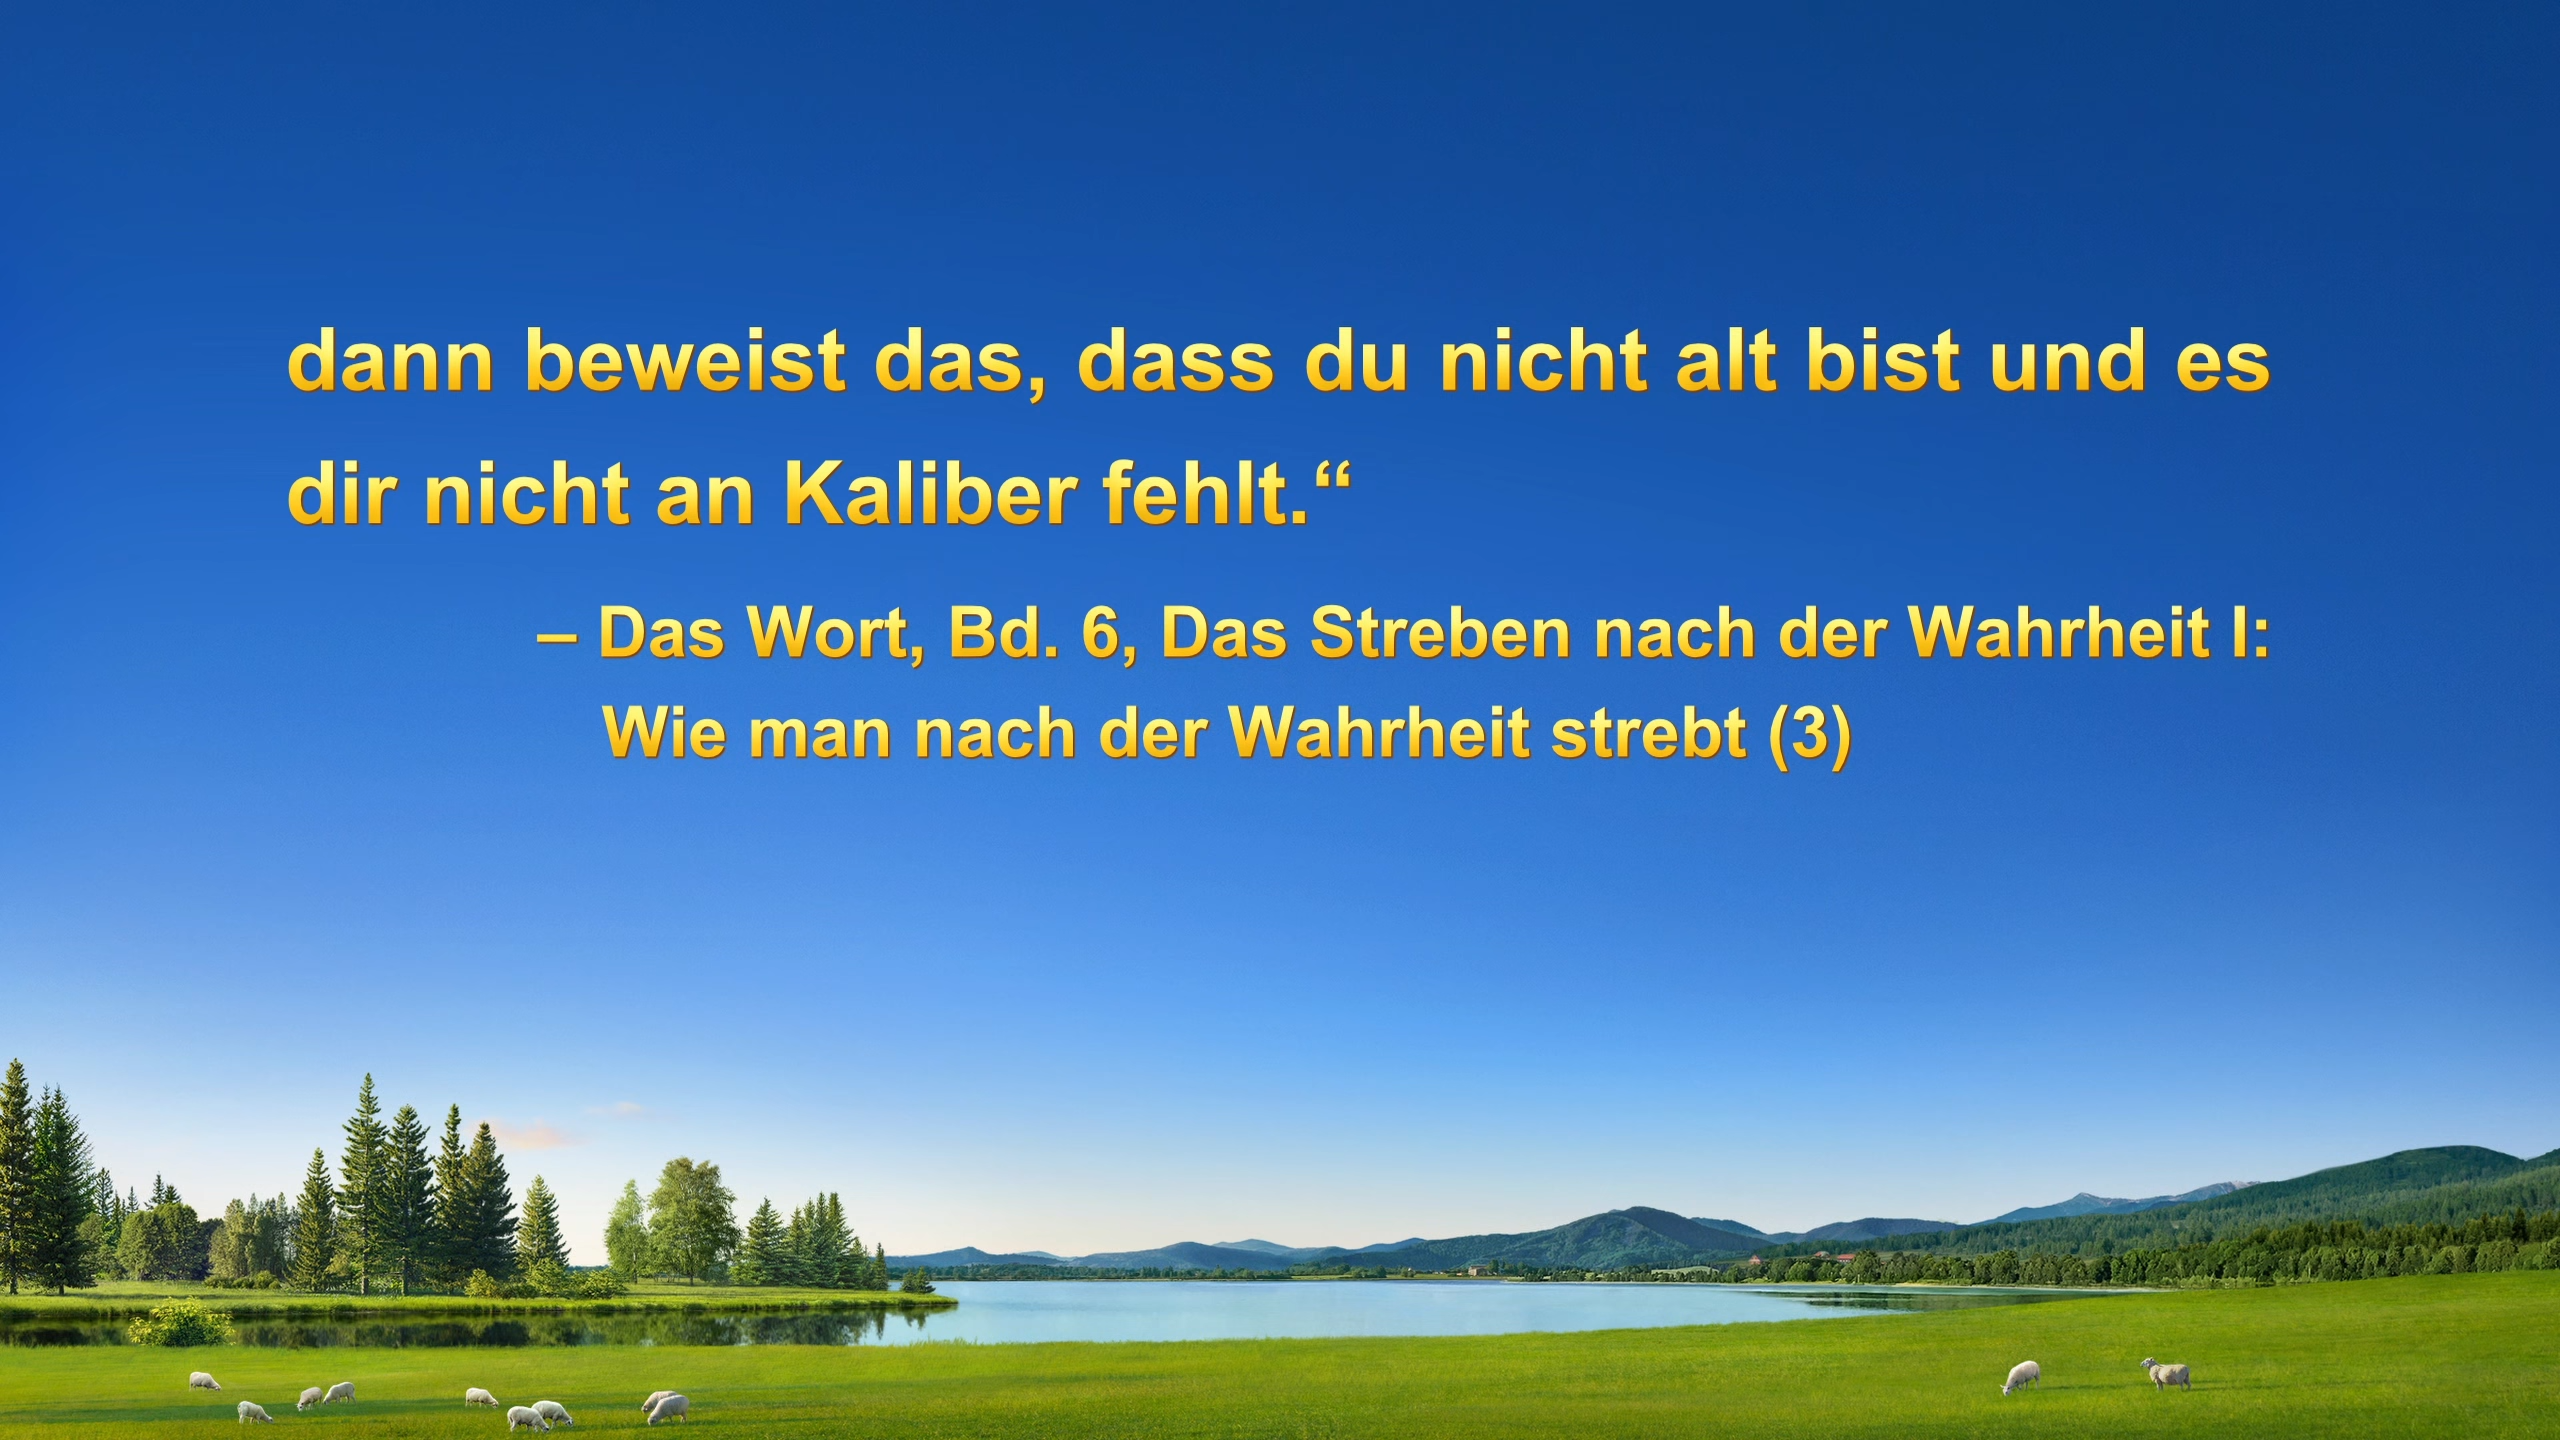 dann beweist das, dass du nicht alt bist und es
dir nicht an Kaliber fehlt.“
– Das Wort, Bd. 6, Das Streben nach der Wahrheit I:
Wie man nach der Wahrheit strebt (3)